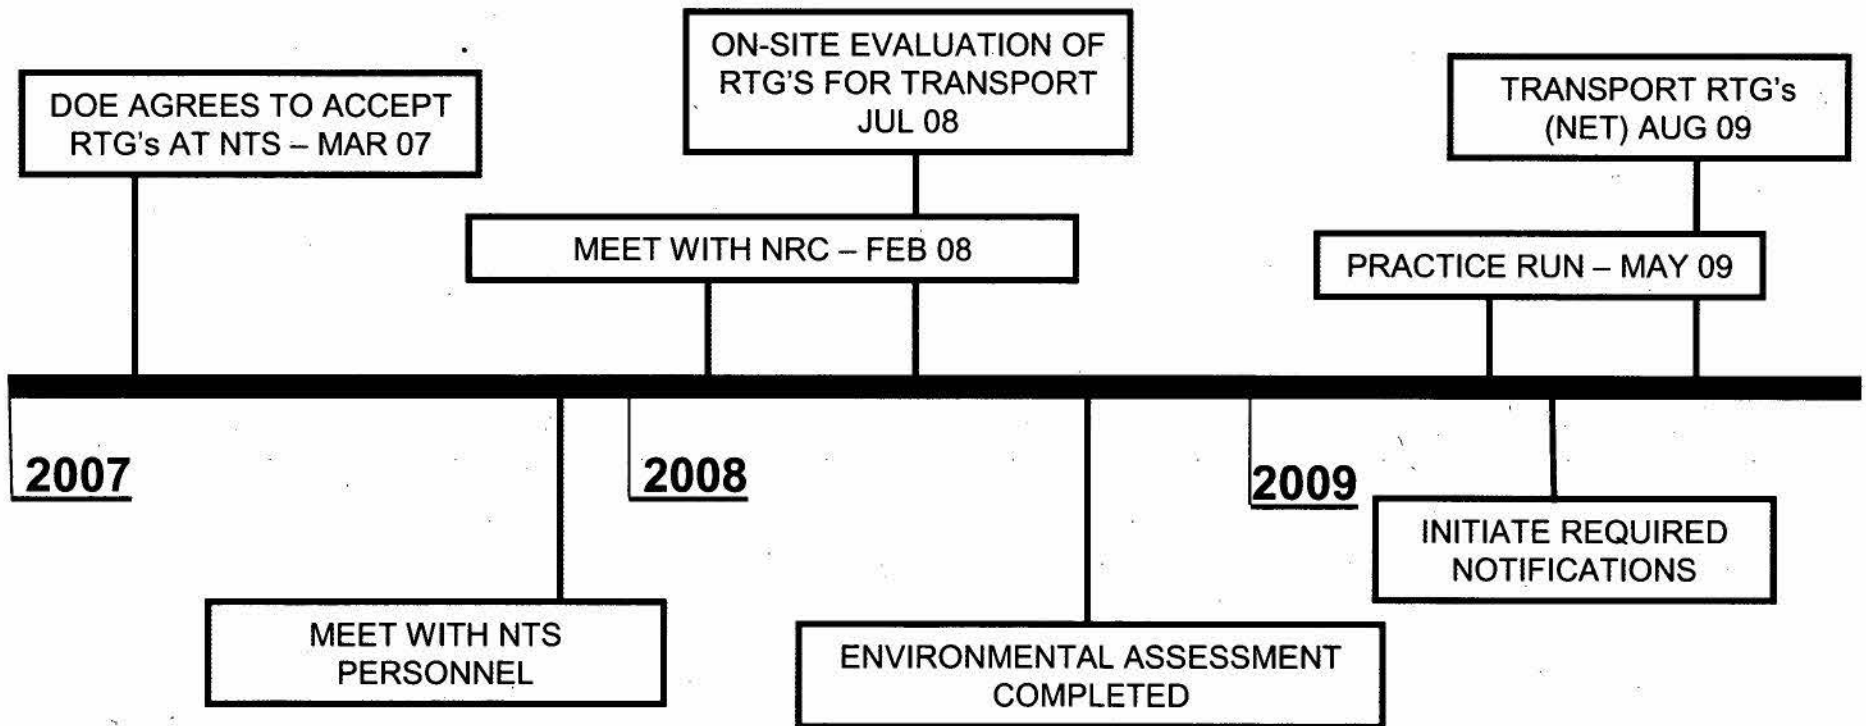 ON-SITE EVALUATION OF
RTG'S FOR TRANSPORT
JUL 08
DOE AGREES TO ACCEPT
RTG's AT NTS – MAR 07
TRANSPORT RTG's
(NET) AUG 09
MEET WITH NRC – FEB 08
PRACTICE RUN – MAY 09
2007
2008
2009
INITIATE REQUIRED
NOTIFICATIONS
MEET WITH NTS
PERSONNEL
ENVIRONMENTAL ASSESSMENT
COMPLETED